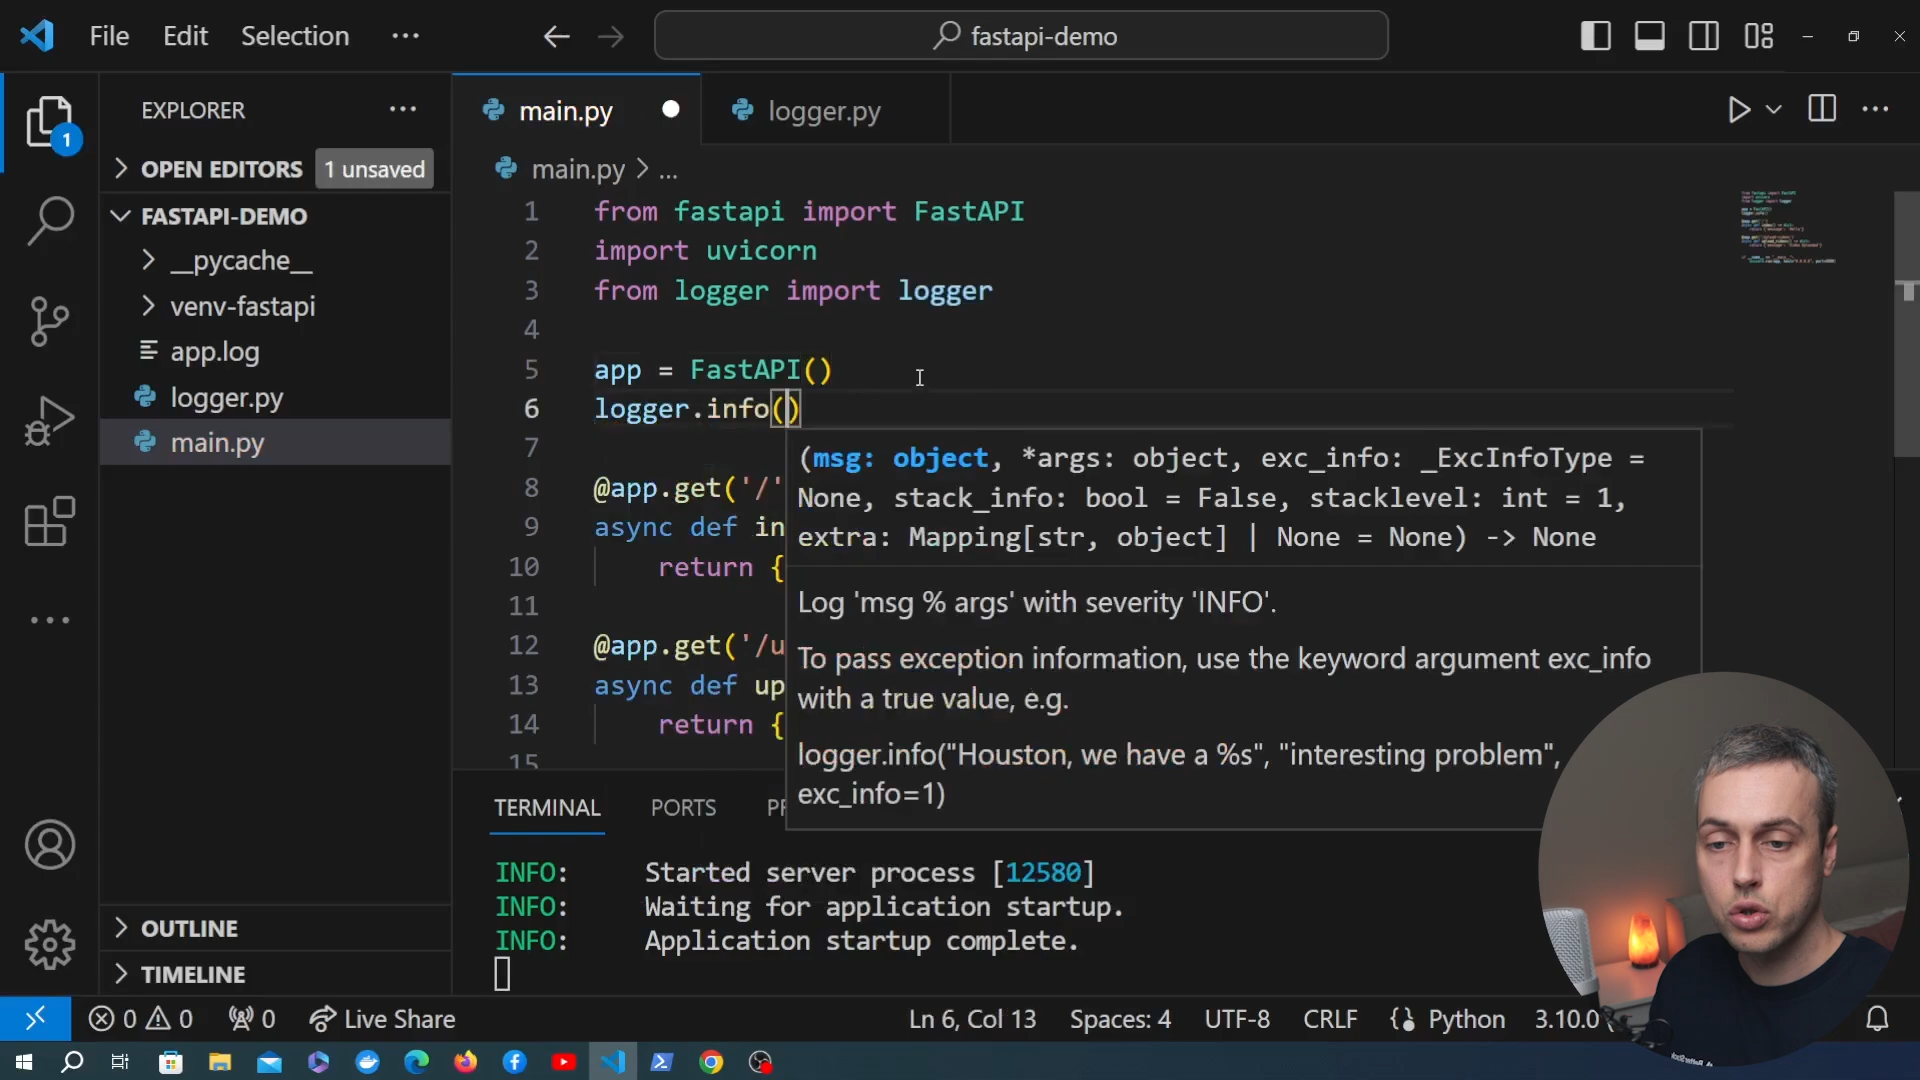 File Edit Selection ···
fastapi-demo
EXPLORER
OPEN EDITORS 1 unsaved
FASTAPI-DEMO
__pycache__
venv-fastapi
app.log
logger.py
main.py
OUTLINE
TIMELINE
1
main.py
logger.py
main.py > ...
1 from fastapi import FastAPI
2 import uvicorn
3 from logger import logger
4
5 app = FastAPI()
6 logger.info()
7
8 @app.get('/'
9 async def in
10 return {
11
12 @app.get('/u
13 async def up
14 return {
15
(msg: object, *args: object, exc_info: _ExcInfoType =
None, stack_info: bool = False, stacklevel: int = 1,
extra: Mapping[str, object] | None = None) -> None
Log 'msg % args' with severity 'INFO'.
To pass exception information, use the keyword argument exc_info
with a true value, e.g.
logger.info("Houston, we have a %s", "interesting problem",
exc_info=1)
TERMINAL PORTS
INFO: Started server process [12580]
INFO: Waiting for application startup.
INFO: Application startup complete.
0 0 0 Live Share Ln 6, Col 13 Spaces: 4 UTF-8 CRLF Python 3.10.0